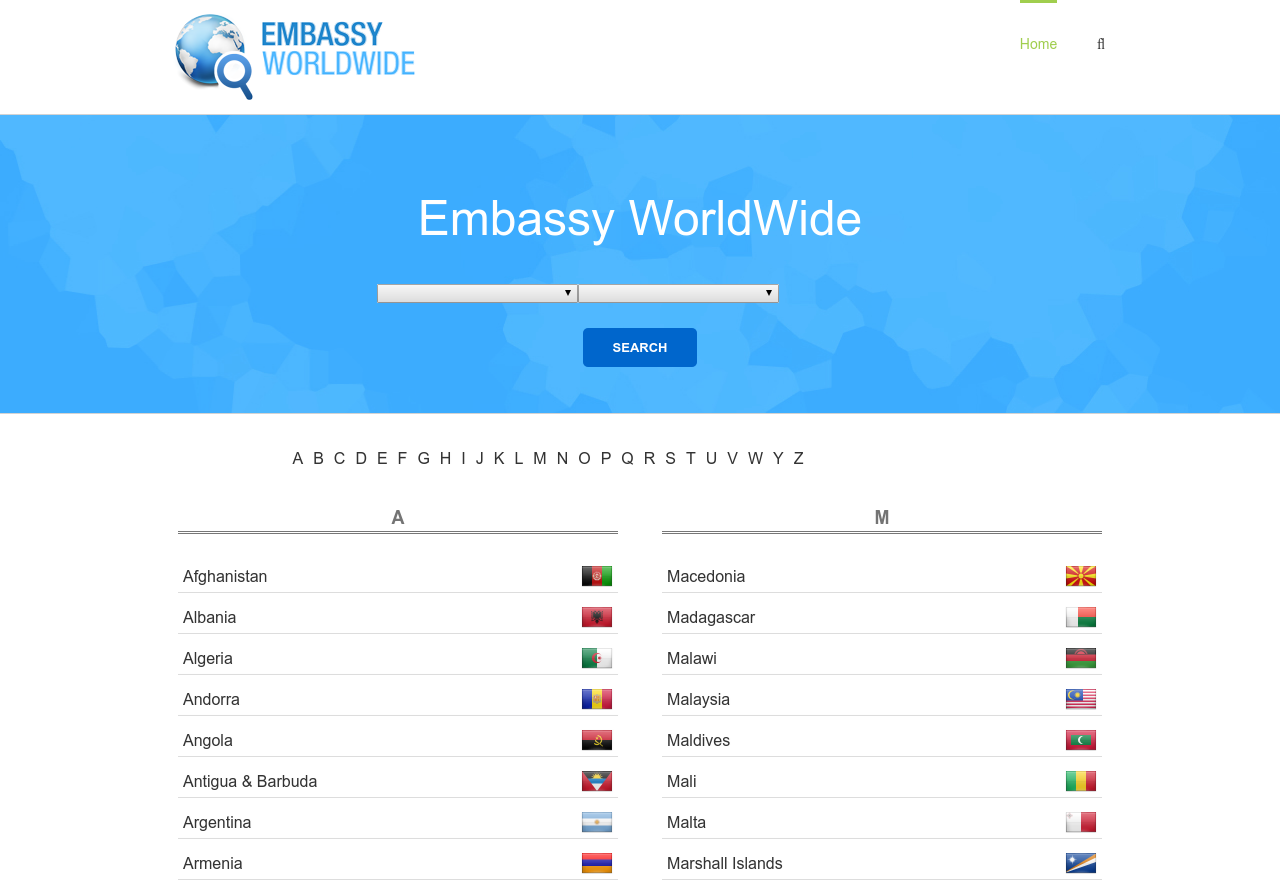 EMBASSY
WORLDWIDE
Home
Embassy WorldWide
SEARCH
A B C D E F G H I J K L M N O P Q R S T U V W Y Z
A
Afghanistan
Albania
Algeria
Andorra
Angola
Antigua & Barbuda
Argentina
Armenia
M
Macedonia
Madagascar
Malawi
Malaysia
Maldives
Mali
Malta
Marshall Islands